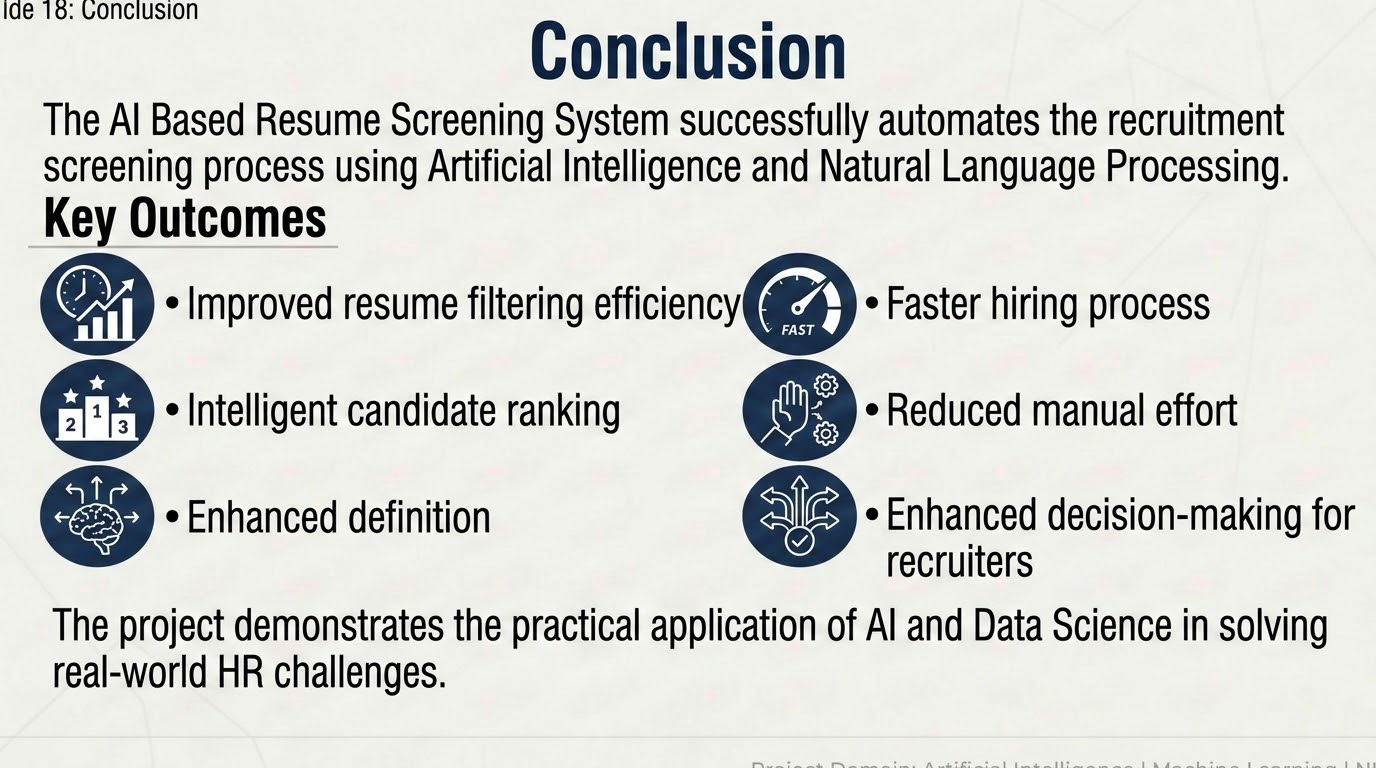 ide 18: Conclusion
Conclusion
The AI Based Resume Screening System successfully automates the recruitment
screening process using Artificial Intelligence and Natural Language Processing.
Key Outcomes
• Improved resume filtering efficiency
FAST
• Faster hiring process
1
2
3
• Intelligent candidate ranking
• Reduced manual effort
• Enhanced definition
• Enhanced decision-making for
recruiters
The project demonstrates the practical application of AI and Data Science in solving
real-world HR challenges.
Project Domain: Artificial Intelligence | Machine Learning |